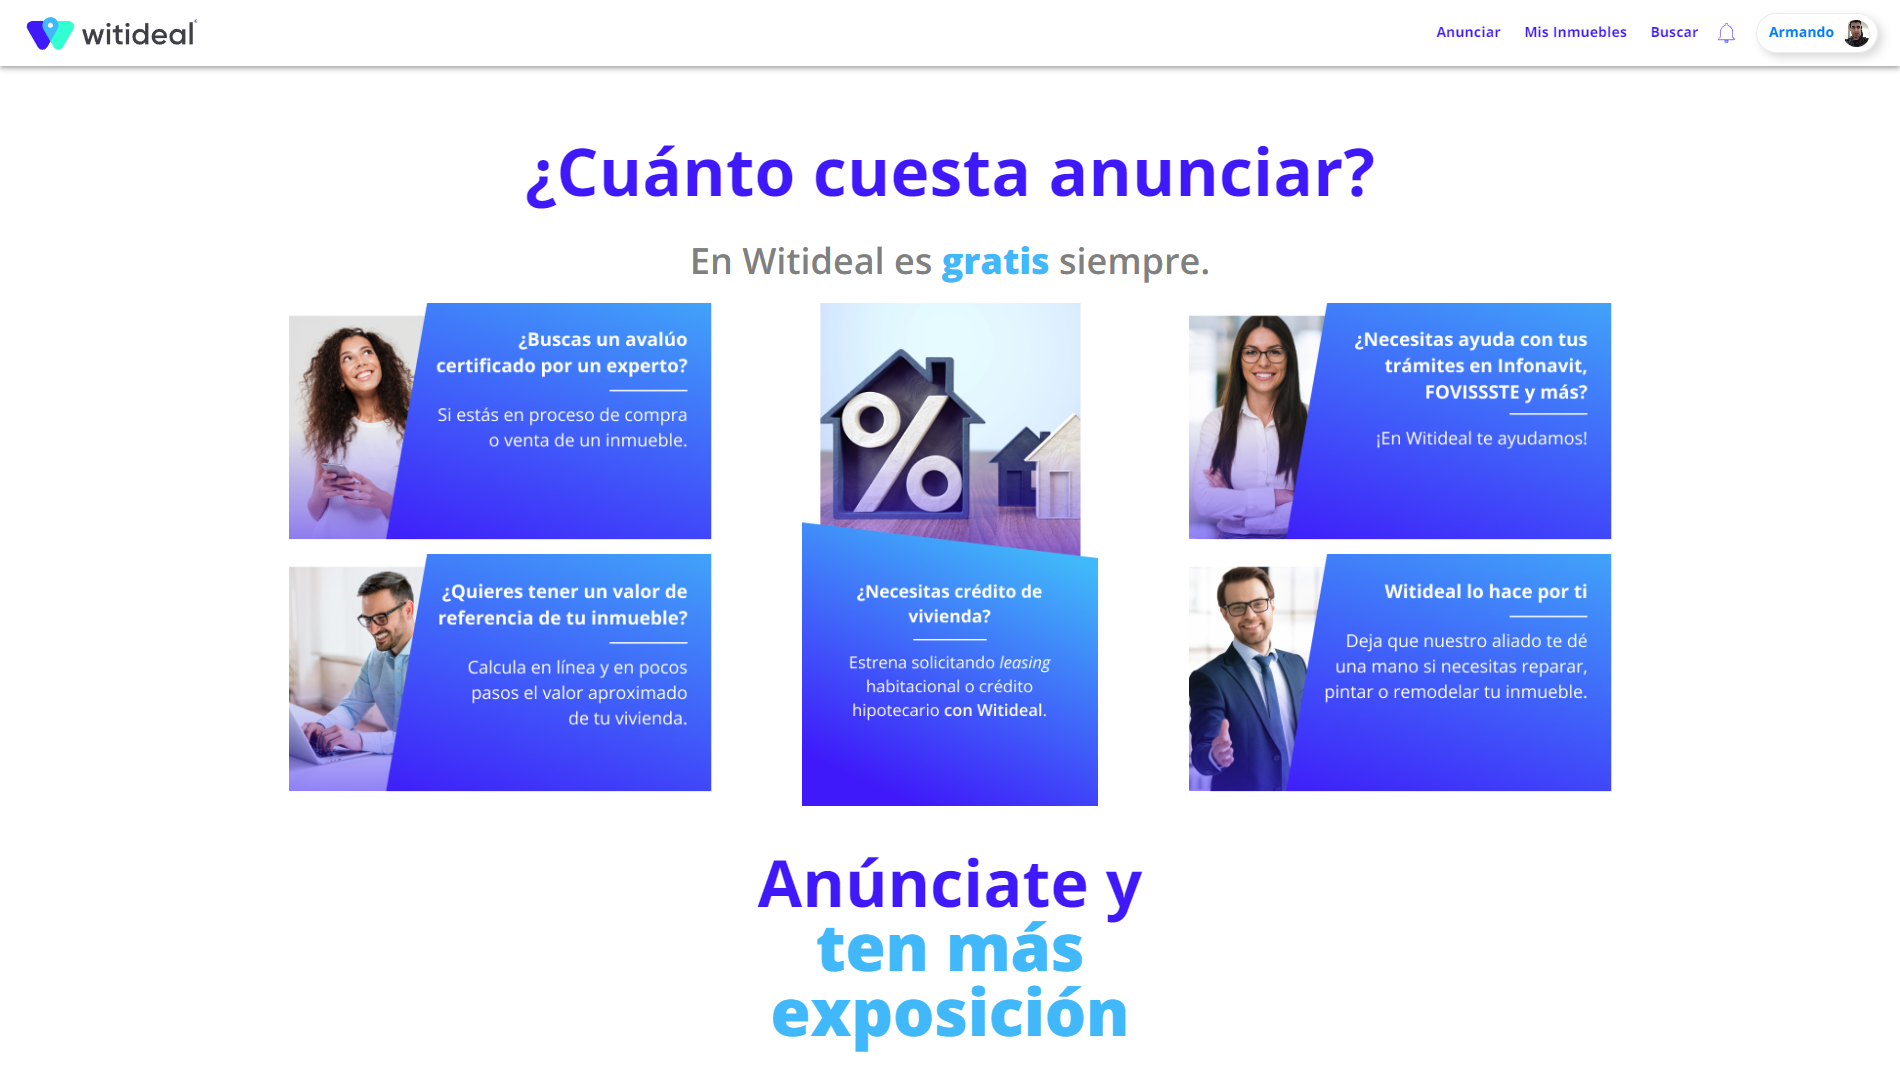 witideal
Anunciar
Mis Inmuebles
Buscar
Armando
¿Cuánto cuesta anunciar?
En Witideal es gratis siempre.
¿Buscas un avalúo
certificado por un experto?
Si estás en proceso de compra
o venta de un inmueble.
¿Quieres tener un valor de
referencia de tu inmueble?
Calcula en línea y en pocos
pasos el valor aproximado
de tu vivienda.
%
¿Necesitas crédito de
vivienda?
Estrena solicitando leasing
habitacional o crédito
hipotecario con Witideal.
¿Necesitas ayuda con tus
trámites en Infonavit,
FOVISSSTE y más?
¡En Witideal te ayudamos!
Witideal lo hace por ti
Deja que nuestro aliado te dé
una mano si necesitas reparar,
pintar o remodelar tu inmueble.
Anúnciate y
ten más
exposición